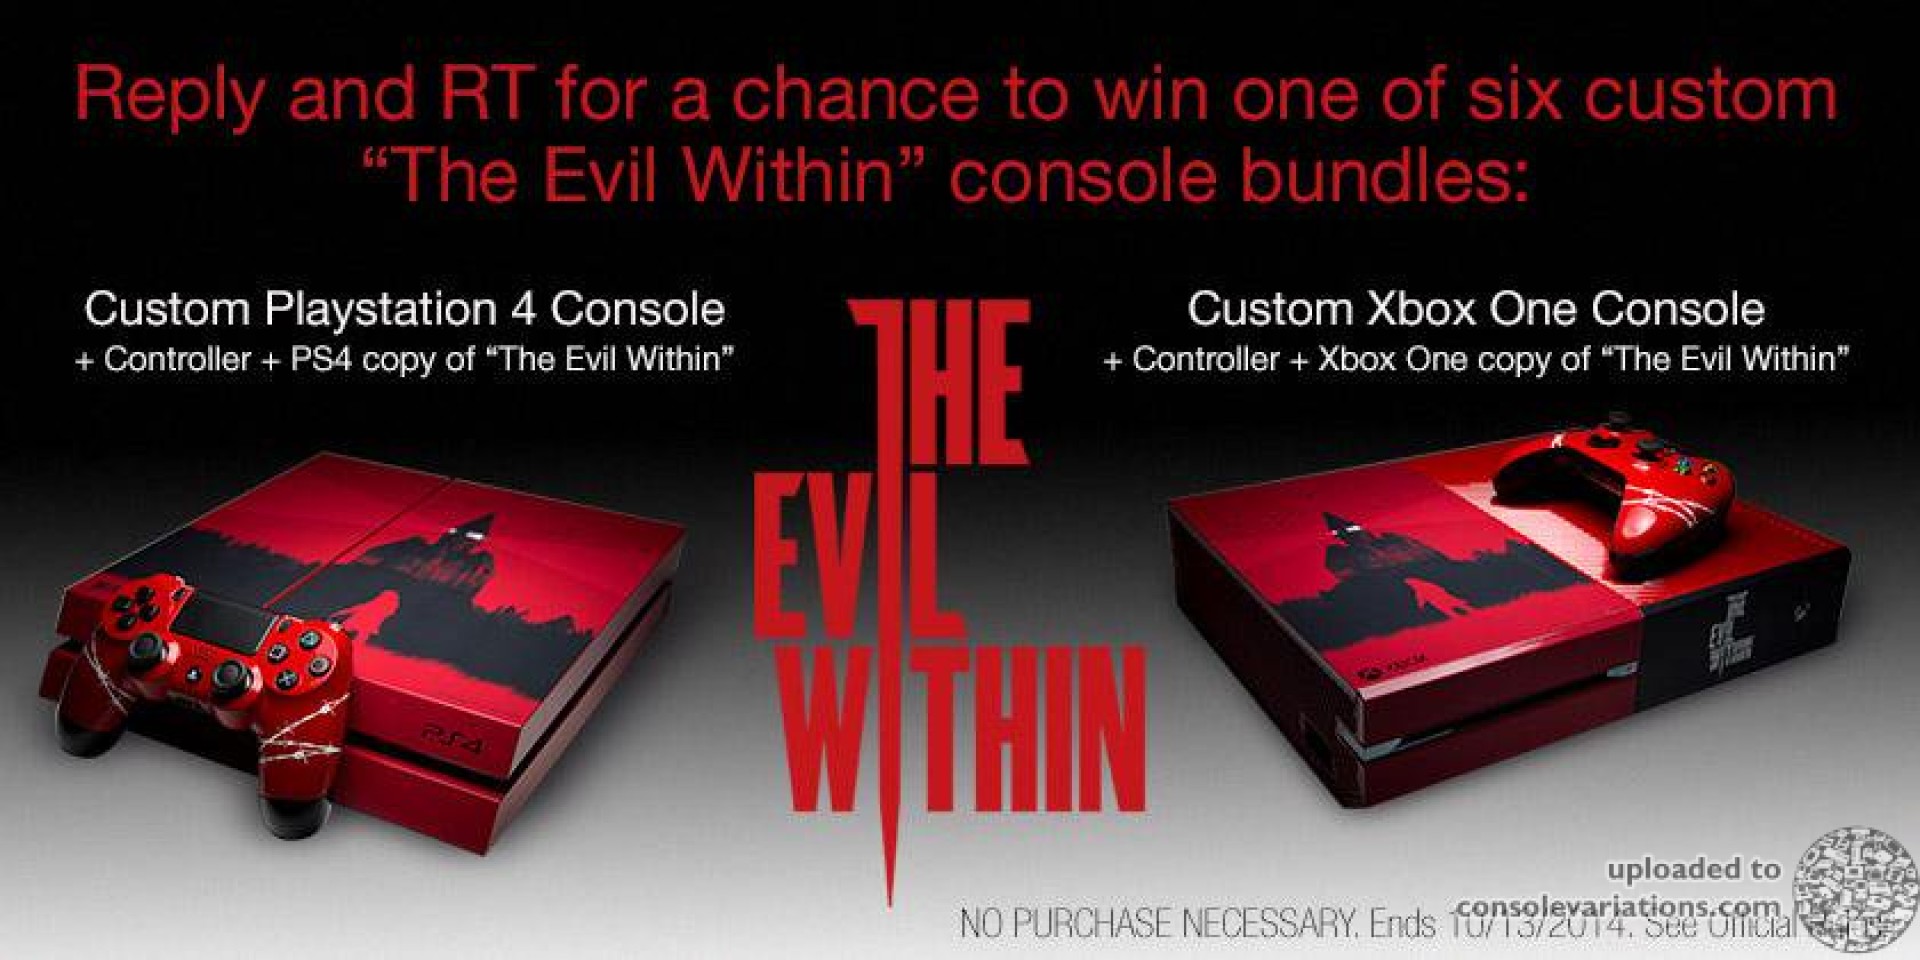 Reply and RT for a chance to win one of six custom
“The Evil Within” console bundles:
Custom Playstation 4 Console
+ Controller + PS4 copy of “The Evil Within”
Custom Xbox One Console
+ Controller + Xbox One copy of “The Evil Within”
THE
EVIL
WITHIN
PS4
XBOX
THE
EVIL
WITHIN
uploaded to
consolevariations.com
NO PURCHASE NECESSARY. Ends 10/13/2014. See Official